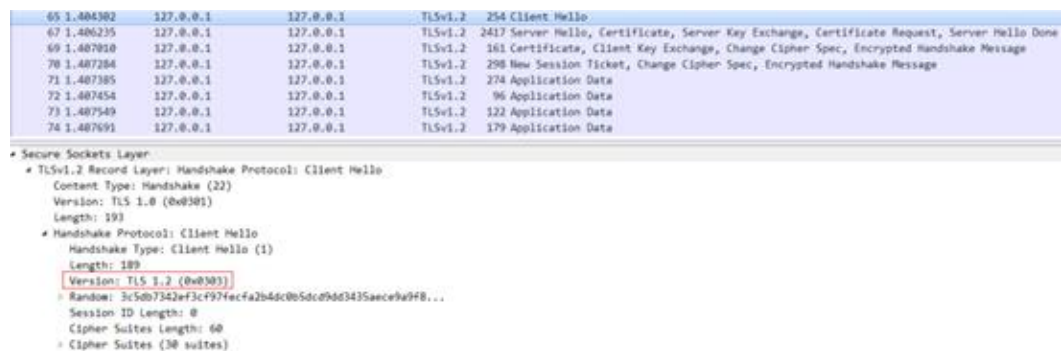 65 1.404302 127.0.0.1 127.0.0.1 TLSv1.2 254 Client Hello
67 1.406235 127.0.0.1 127.0.0.1 TLSv1.2 2417 Server Hello, Certificate, Server Key Exchange, Certificate Request, Server Hello Done
69 1.407010 127.0.0.1 127.0.0.1 TLSv1.2 161 Certificate, Client Key Exchange, Change Cipher Spec, Encrypted Handshake Message
70 1.407284 127.0.0.1 127.0.0.1 TLSv1.2 298 New Session Ticket, Change Cipher Spec, Encrypted Handshake Message
71 1.407385 127.0.0.1 127.0.0.1 TLSv1.2 274 Application Data
72 1.407454 127.0.0.1 127.0.0.1 TLSv1.2 96 Application Data
73 1.407549 127.0.0.1 127.0.0.1 TLSv1.2 122 Application Data
74 1.407691 127.0.0.1 127.0.0.1 TLSv1.2 179 Application Data
Secure Sockets Layer
TLSv1.2 Record Layer: Handshake Protocol: Client Hello
Content Type: Handshake (22)
Version: TLS 1.0 (0x0301)
Length: 193
Handshake Protocol: Client Hello
Handshake Type: Client Hello (1)
Length: 189
Version: TLS 1.2 (0x0303)
Random: 3c5db7342ef3cf97fecfa2b4dc0b5dcd9dd3435aece9a9f8...
Session ID Length: 0
Cipher Suites Length: 60
Cipher Suites (30 suites)